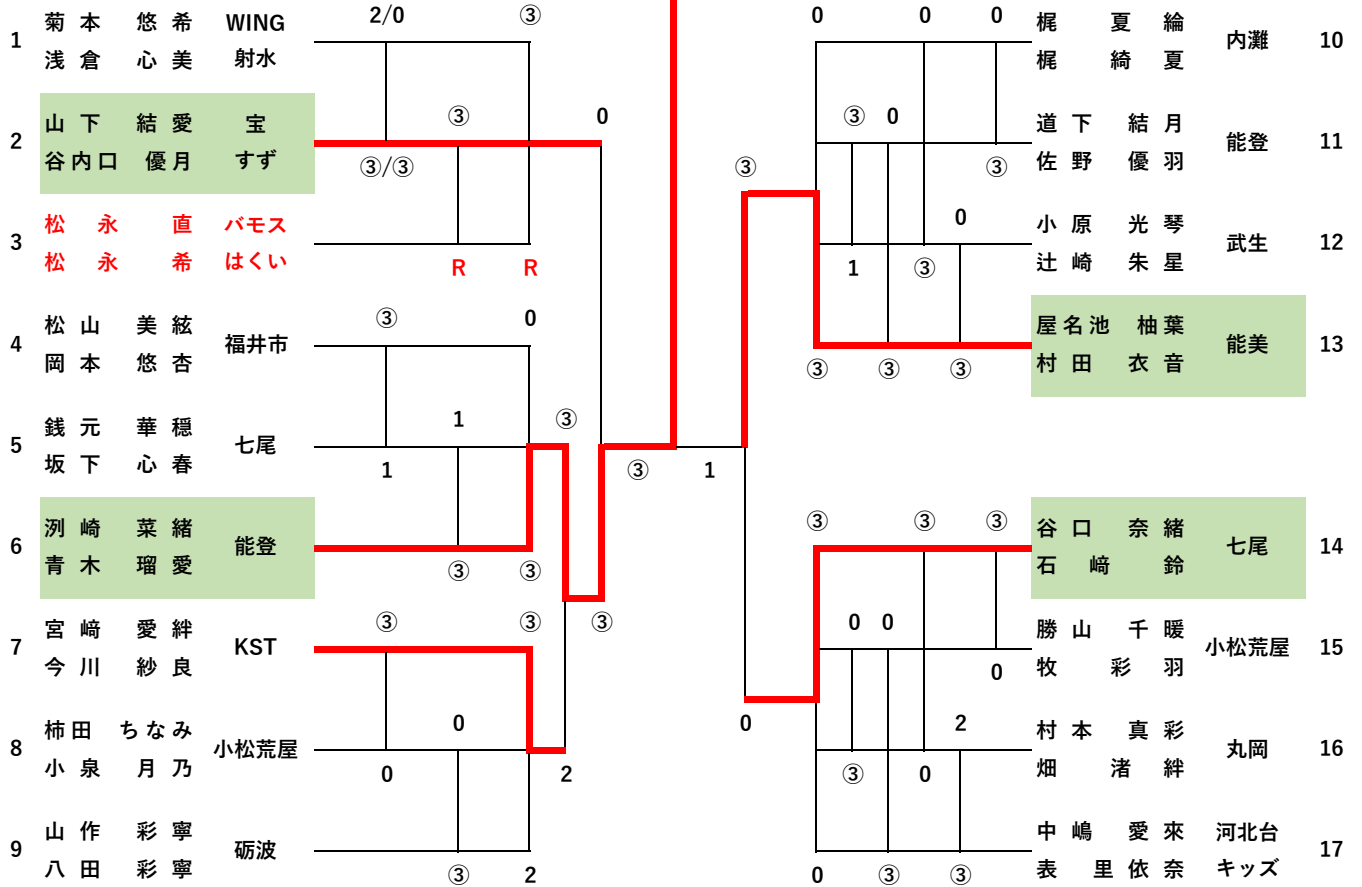 2/0 ③ 0 0 0
1 菊本 悠希 WING
浅倉 心美 射水
③ 0
2 山下 結愛 宝
谷内口 優月 すず
③/③
3 松永 直 バモス
松永 希 はくい
R R
③ 0
4 松山 美絃 福井市
岡本 悠杏
1 ③
5 銭元 華穏 七尾
坂下 心春
1 ③ 1
6 洌崎 菜緒 能登
青木 瑠愛
③ ③
③ ③ ③
7 宮﨑 愛絆 KST
今川 紗良
0
8 柿田 ちなみ 小松荒屋
小泉 月乃
0 2
9 山作 彩寧 砺波
八田 彩寧
③ 2
梶 夏綸 内灘 10
梶 綺夏
③ 0
道下 結月 能登 11
佐野 優羽
③ ③
0
小原 光琴 武生 12
辻崎 朱星
1 ③
屋名池 柚葉 能美 13
村田 衣音
③ ③ ③
③ ③ ③
谷口 奈緒 七尾 14
石﨑 鈴
0 0
勝山 千暖 小松荒屋 15
牧 彩羽
0
0 2
村本 真彩 丸岡 16
畑 渚絆
③ 0
中嶋 愛來 河北台 17
表 里依奈 キッズ
0 ③ ③